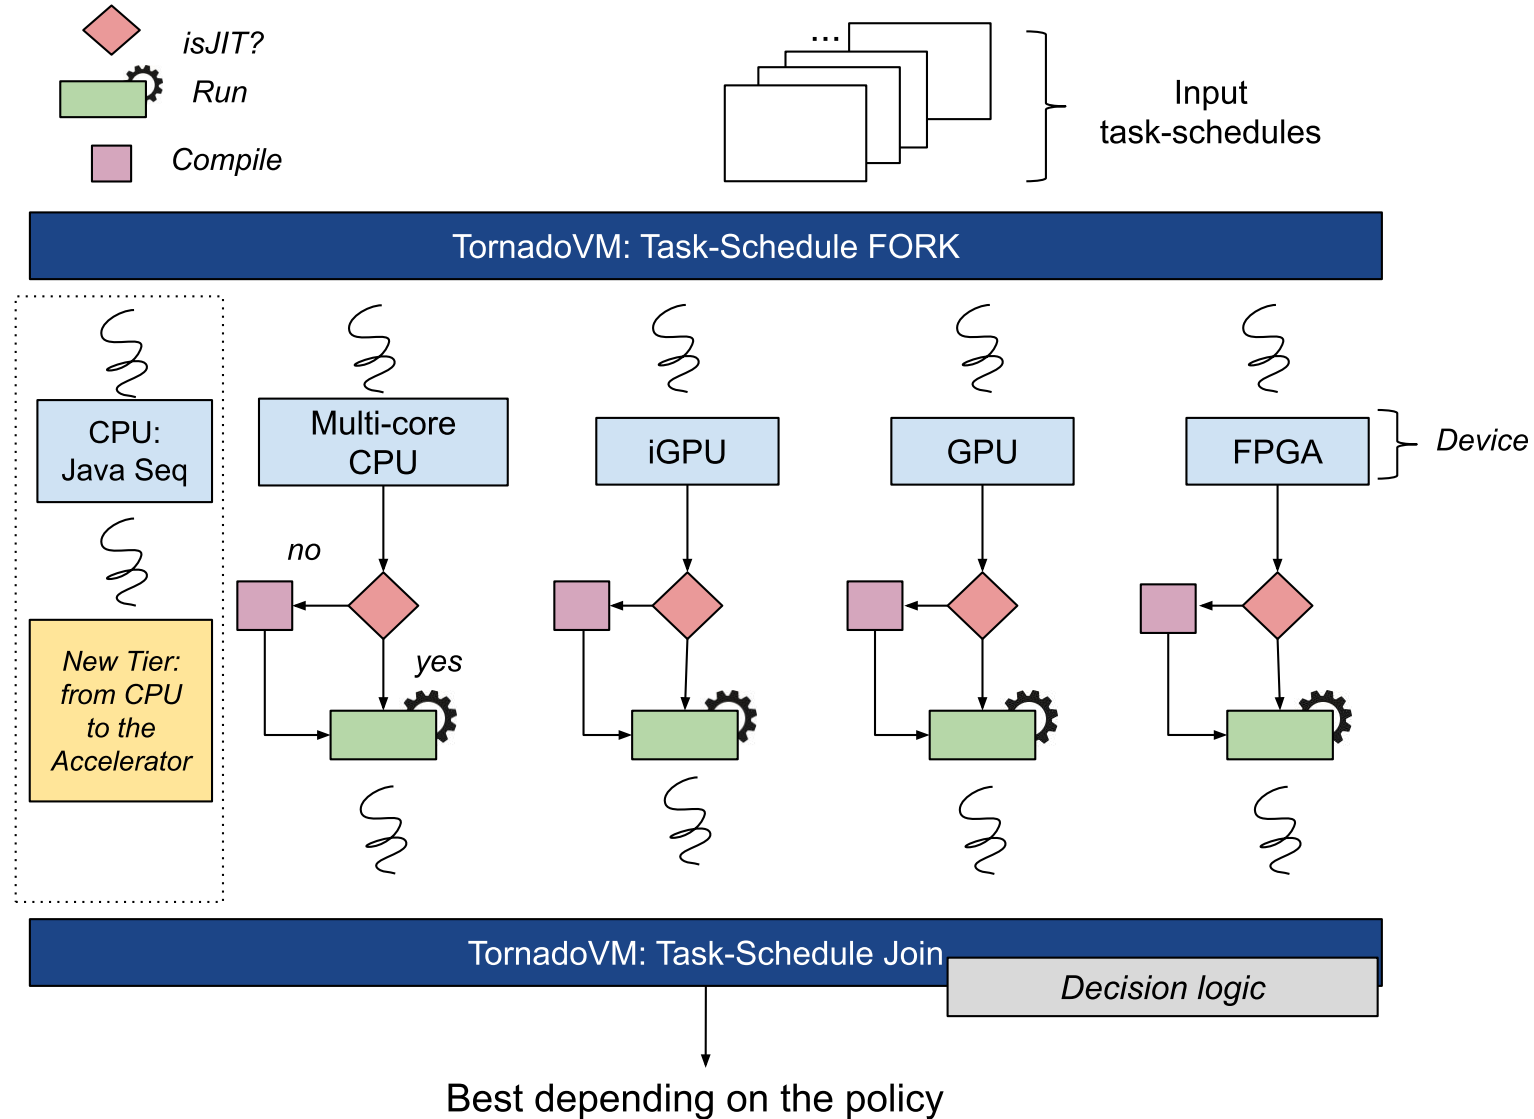 isJIT?
Run
Compile
...
Input
task-schedules
TornadoVM: Task-Schedule FORK
CPU:
Java Seq
Multi-core
CPU
iGPU
GPU
FPGA
Device
no
yes
New Tier:
from CPU
to the
Accelerator
TornadoVM: Task-Schedule Join
Decision logic
Best depending on the policy